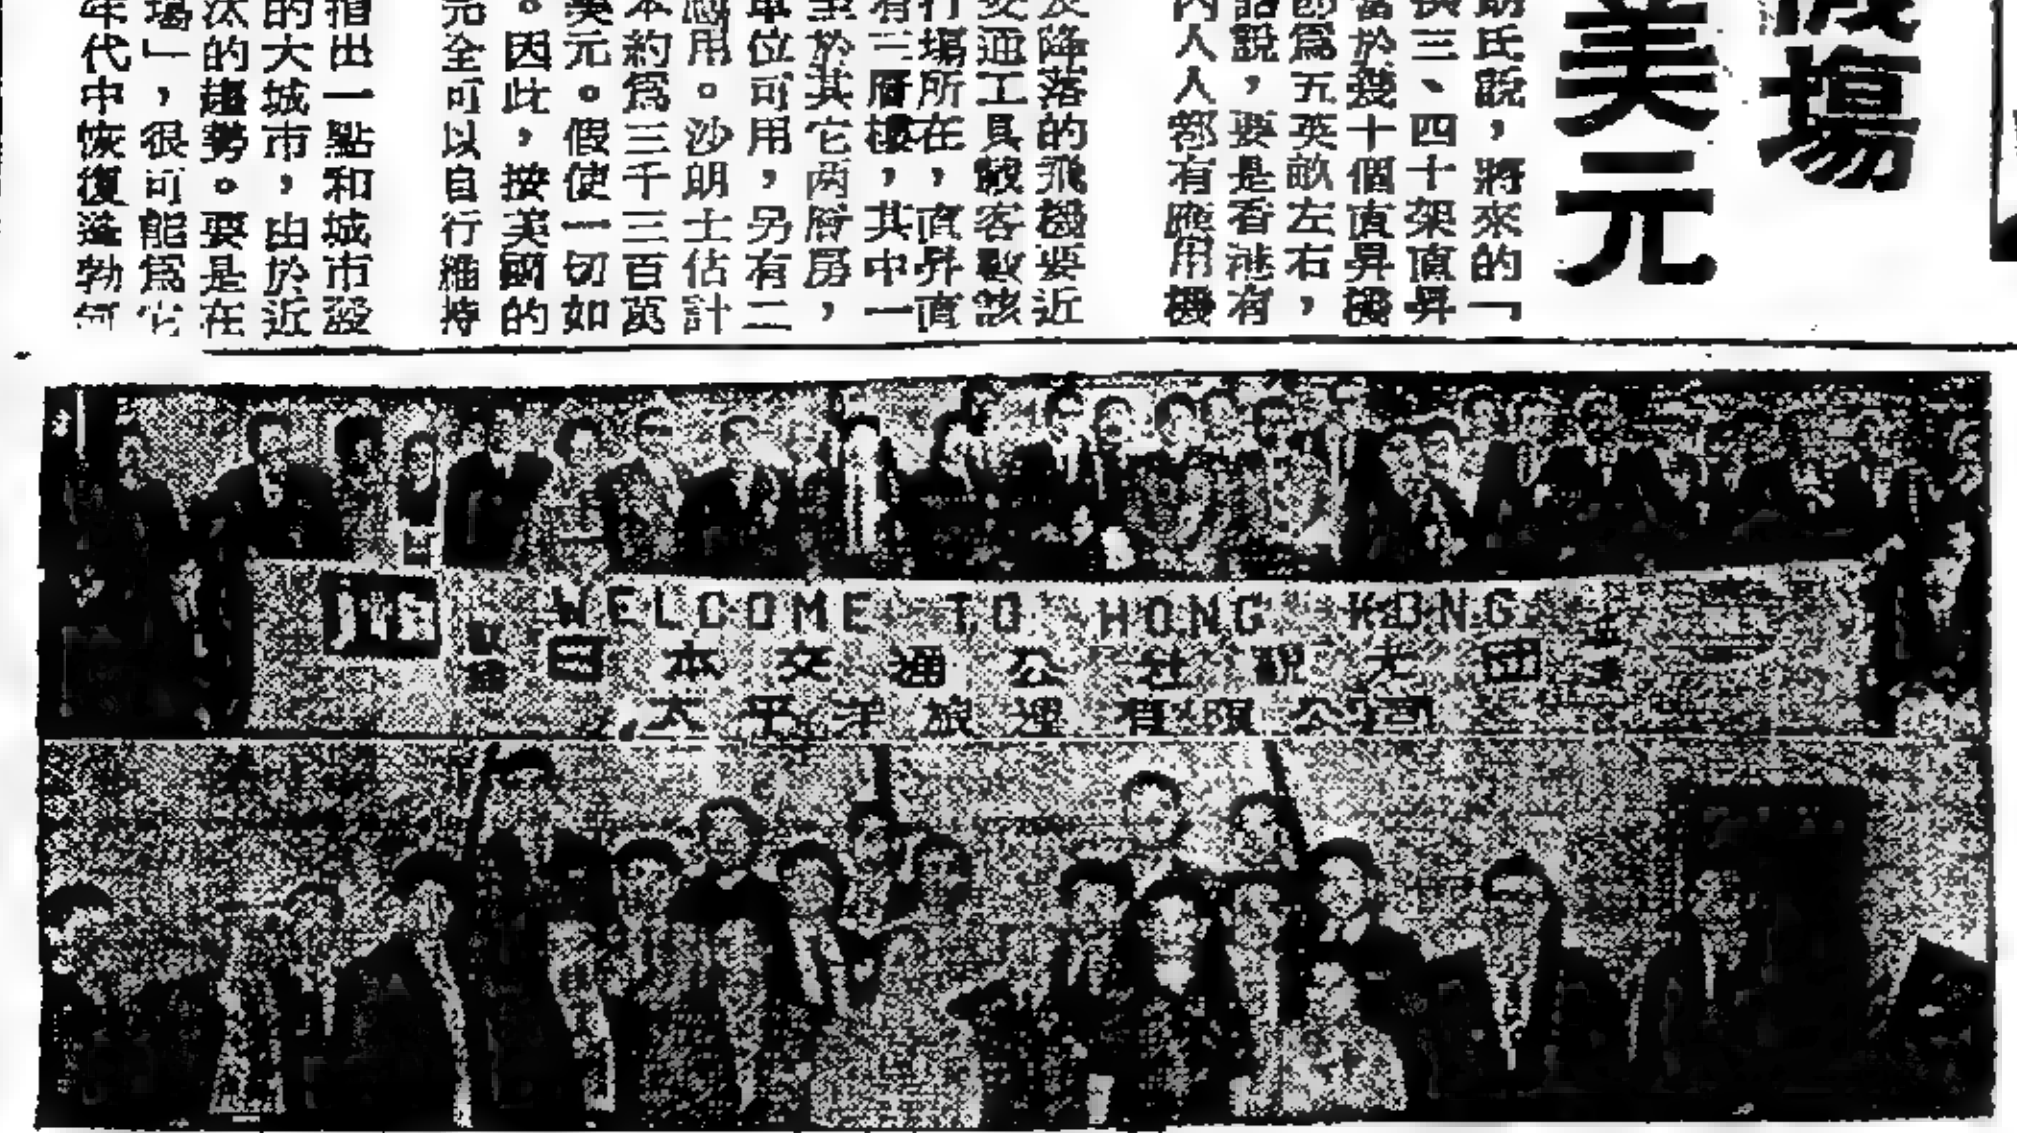 場
美元
氏說，將來的「
供三、四十架直昇
當於幾十個直昇機
爲五英畝左右，
話說，要是香港有
內人人都有應用機
及降落的飛機要近
交通工具載客到該
行場所在，直昇直
有三層樓，其中一
至於其它两層房，
單位可用，另有二
應用。沙明士估計
本約爲三千三百萬
美元。假使一切如
。因此，按美國的
完全可以自行維持
指出一點和城市設
的大城市，由於近
汰的趨勢。要是在
場」，很可能爲它
年代中恢復蓬勃
WELCOME TO HONG KONG
日本交通公社觀光团
太平洋旅運有限公司